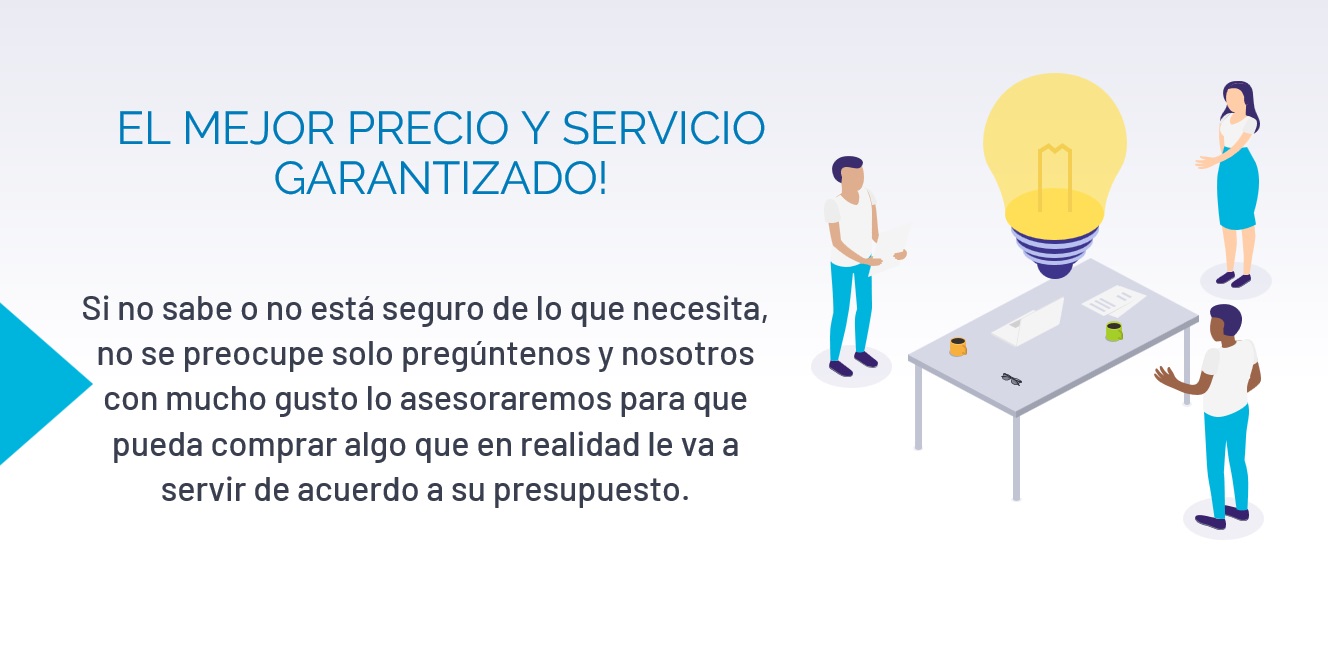 EL MEJOR PRECIO Y SERVICIO
GARANTIZADO!
Si no sabe o no está seguro de lo que necesita,
no se preocupe solo pregúntenos y nosotros
con mucho gusto lo asesoraremos para que
pueda comprar algo que en realidad le va a
servir de acuerdo a su presupuesto.